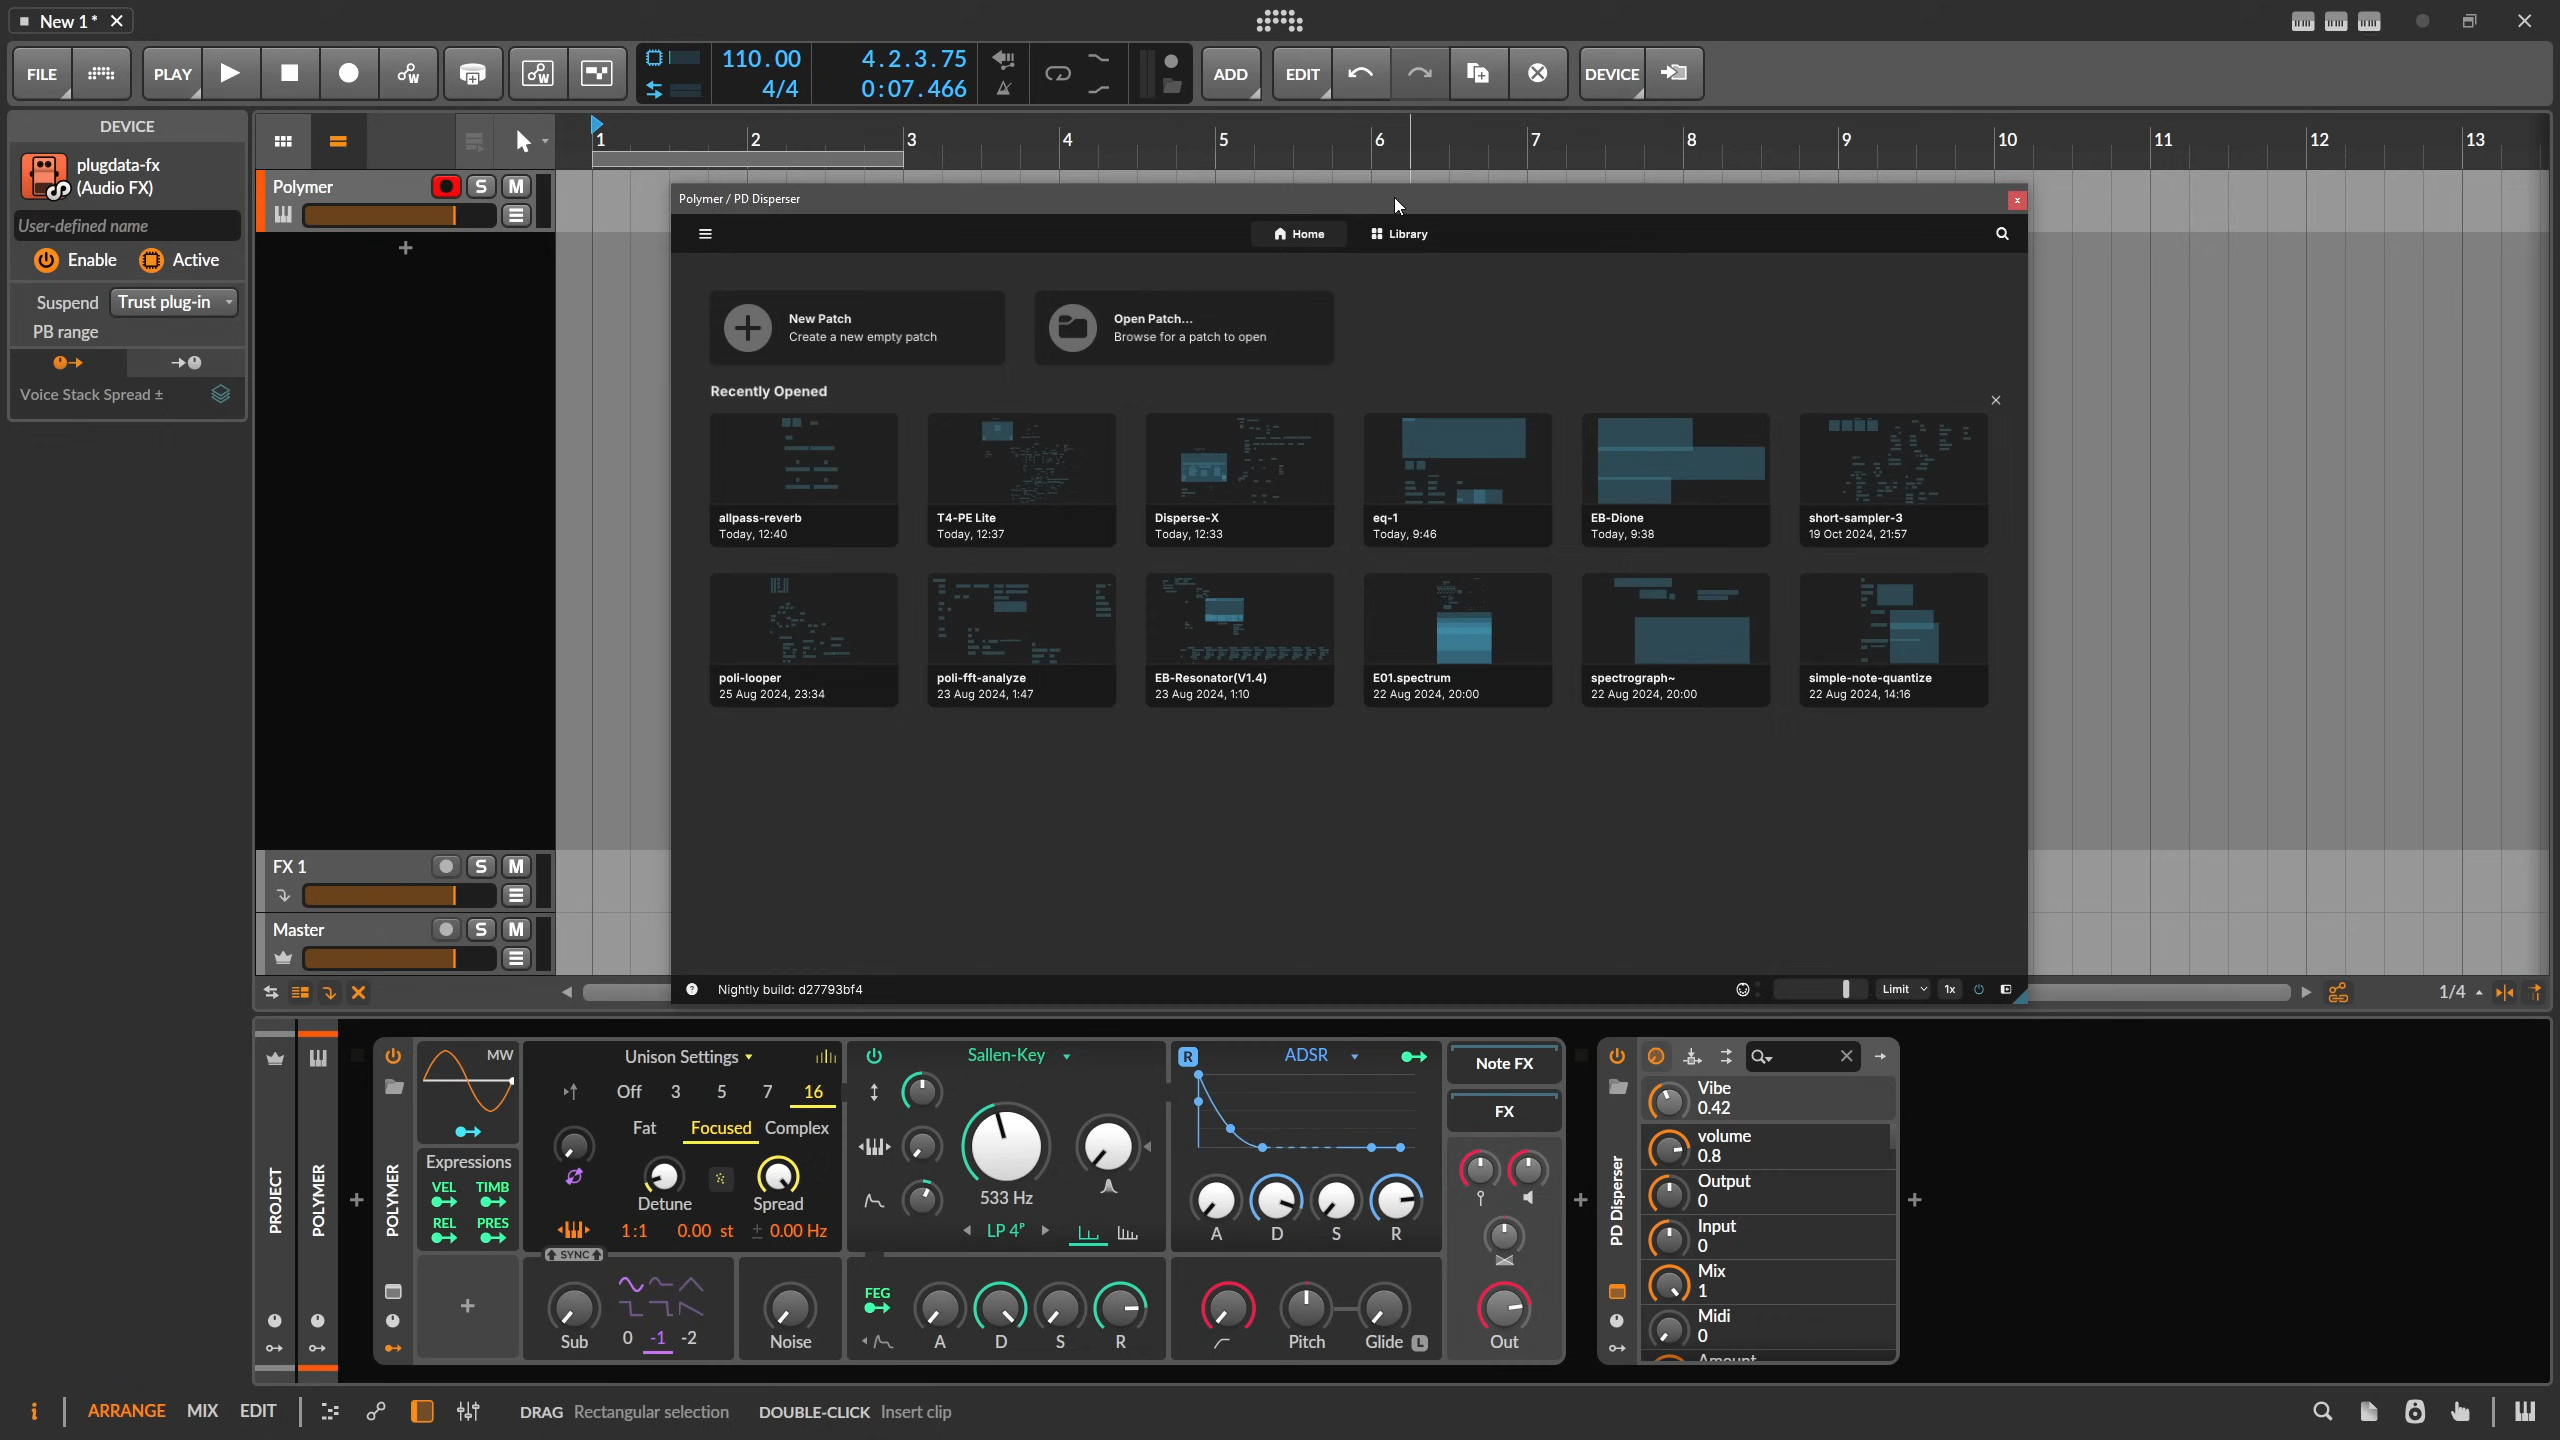 New 1 *
FILE
PLAY
110.00
4/4
4.2.3.75
0:07.466
ADD
EDIT
DEVICE
DEVICE
plugdata-fx
(Audio FX)
User-defined name
Enable
Active
Suspend
Trust plug-in
PB range
Voice Stack Spread ±
1 2 3 4 5 6 7 8 9 10 11 12 13
Polymer
S
M
Polymer / PD Disperser
x
Home
Library
New Patch
Create a new empty patch
Open Patch...
Browse for a patch to open
Recently Opened
allpass-reverb
Today, 12:40
T4-PE Lite
Today, 12:37
Disperse-X
Today, 12:33
eq-1
Today, 9:46
EB-Dione
Today, 9:38
short-sampler-3
19 Oct 2024, 21:57
poli-looper
25 Aug 2024, 23:34
poli-fft-analyze
23 Aug 2024, 1:47
EB-Resonator(V1.4)
23 Aug 2024, 1:10
E01.spectrum
22 Aug 2024, 20:00
spectrograph~
22 Aug 2024, 20:00
simple-note-quantize
22 Aug 2024, 14:16
FX 1
S
M
Master
S
M
Nightly build: d27793bf4
Limit
1x
1/4
PROJECT
POLYMER
POLYMER
MW
Expressions
VEL TIMB
REL PRES
Unison Settings
Off 3 5 7 16
Fat Focused Complex
Detune
Spread
1:1 0.00 st ± 0.00 Hz
SYNC
Sub
0 -1 -2
Noise
Sallen-Key
533 Hz
LP 4ᴾ
FEG
A D S R
R
ADSR
A D S R
Pitch
Glide
L
Note FX
FX
Out
PD Disperser
Vibe
0.42
volume
0.8
Output
0
Input
0
Mix
1
Midi
0
Amount
i
ARRANGE MIX EDIT
DRAG Rectangular selection
DOUBLE-CLICK Insert clip